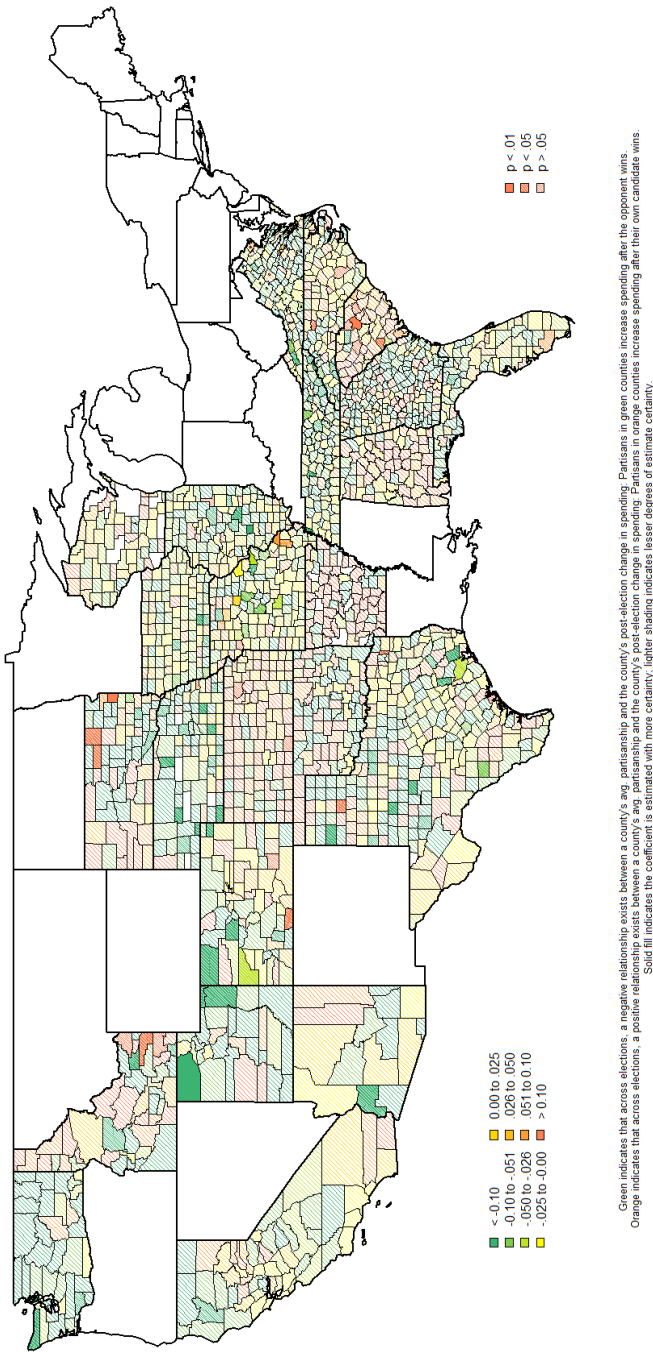 p < .01
p < .05
p > .05
< -0.10
-0.10 to -.051
-.050 to -.026
-.025 to -0.00
0.00 to 0.025
.026 to .050
.051 to 0.10
> 0.10
Green indicates that across elections, a negative relationship exists between a county's avg. partisanship and the county's post-election change in spending: Partisans in green counties increase spending after the opponent wins.
Orange indicates that across elections, a positive relationship exists between a county's avg. partisanship and the county's post-election change in spending: Partisans in orange counties increase spending after their own candidate wins.
Solid fill indicates the coefficient is estimated with more certainty; lighter shading indicates lesser degrees of estimate certainty.